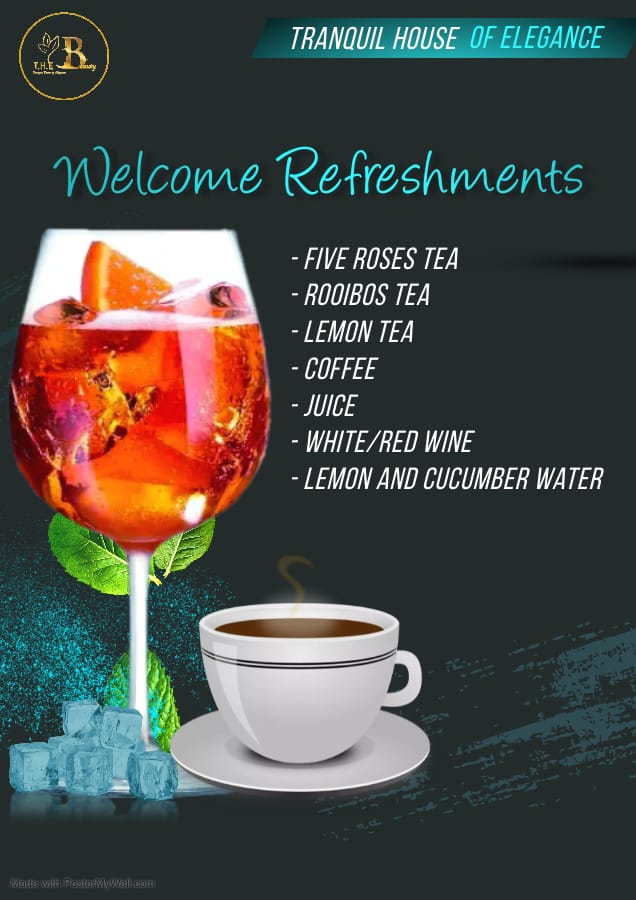 T.H.E Beauty
TRANQUIL HOUSE OF ELEGANCE
Welcome Refreshments
- FIVE ROSES TEA
- ROOIBOS TEA
- LEMON TEA
- COFFEE
- JUICE
- WHITE/RED WINE
- LEMON AND CUCUMBER WATER
Made with PosterMyWall.com